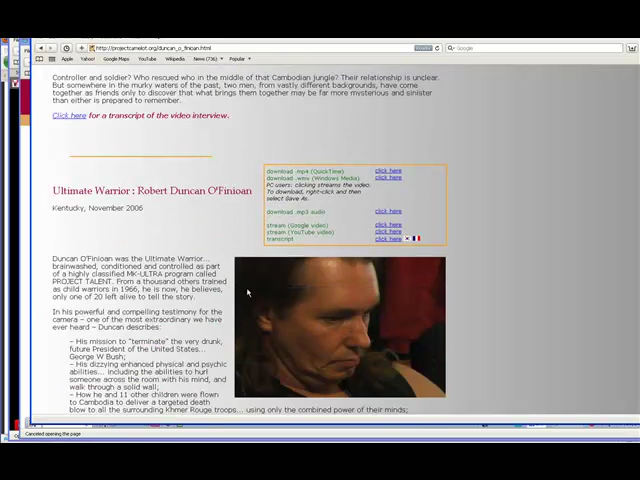 http://projectcamelot.org/duncan_o_finioan.html
Google
Apple
Yahoo!
Google Maps
YouTube
Wikipedia
News (736)
Popular
Controller and soldier? Who rescued who in the middle of that Cambodian jungle? Their relationship is unclear.
But somewhere in the murky waters of the past, two men, from vastly different backgrounds, have come
together as friends only to discover that what brings them together may be far more mysterious and sinister
than either is prepared to remember.
Click here for a transcript of the video interview.
Ultimate Warrior : Robert Duncan O'Finioan
Kentucky, November 2006
download .mp4 (QuickTime) click here
download .wmv (Windows Media) click here
PC users: clicking streams the video.
To download, right-click and then
select Save As.
download .mp3 audio click here
stream (Google video) click here
stream (YouTube video) click here
transcript click here
Duncan O'Finioan was the Ultimate Warrior...
brainwashed, conditioned and controlled as part
of a highly classified MK-ULTRA program called
PROJECT TALENT. From a thousand others trained
as child warriors in 1966, he is now, he believes,
only one of 20 left alive to tell the story.
In his powerful and compelling testimony for the
camera – one of the most extraordinary we have
ever heard – Duncan describes:
– His mission to "terminate" the very drunk,
future President of the United States...
George W Bush;
– His dizzying enhanced physical and psychic
abilities... including the abilities to hurl
someone across the room with his mind, and
walk through a solid wall;
– How he and 11 other children were flown
to Cambodia to deliver a targeted death
blow to all the surrounding Khmer Rouge troops... using only the combined power of their minds;
Canceled opening the page